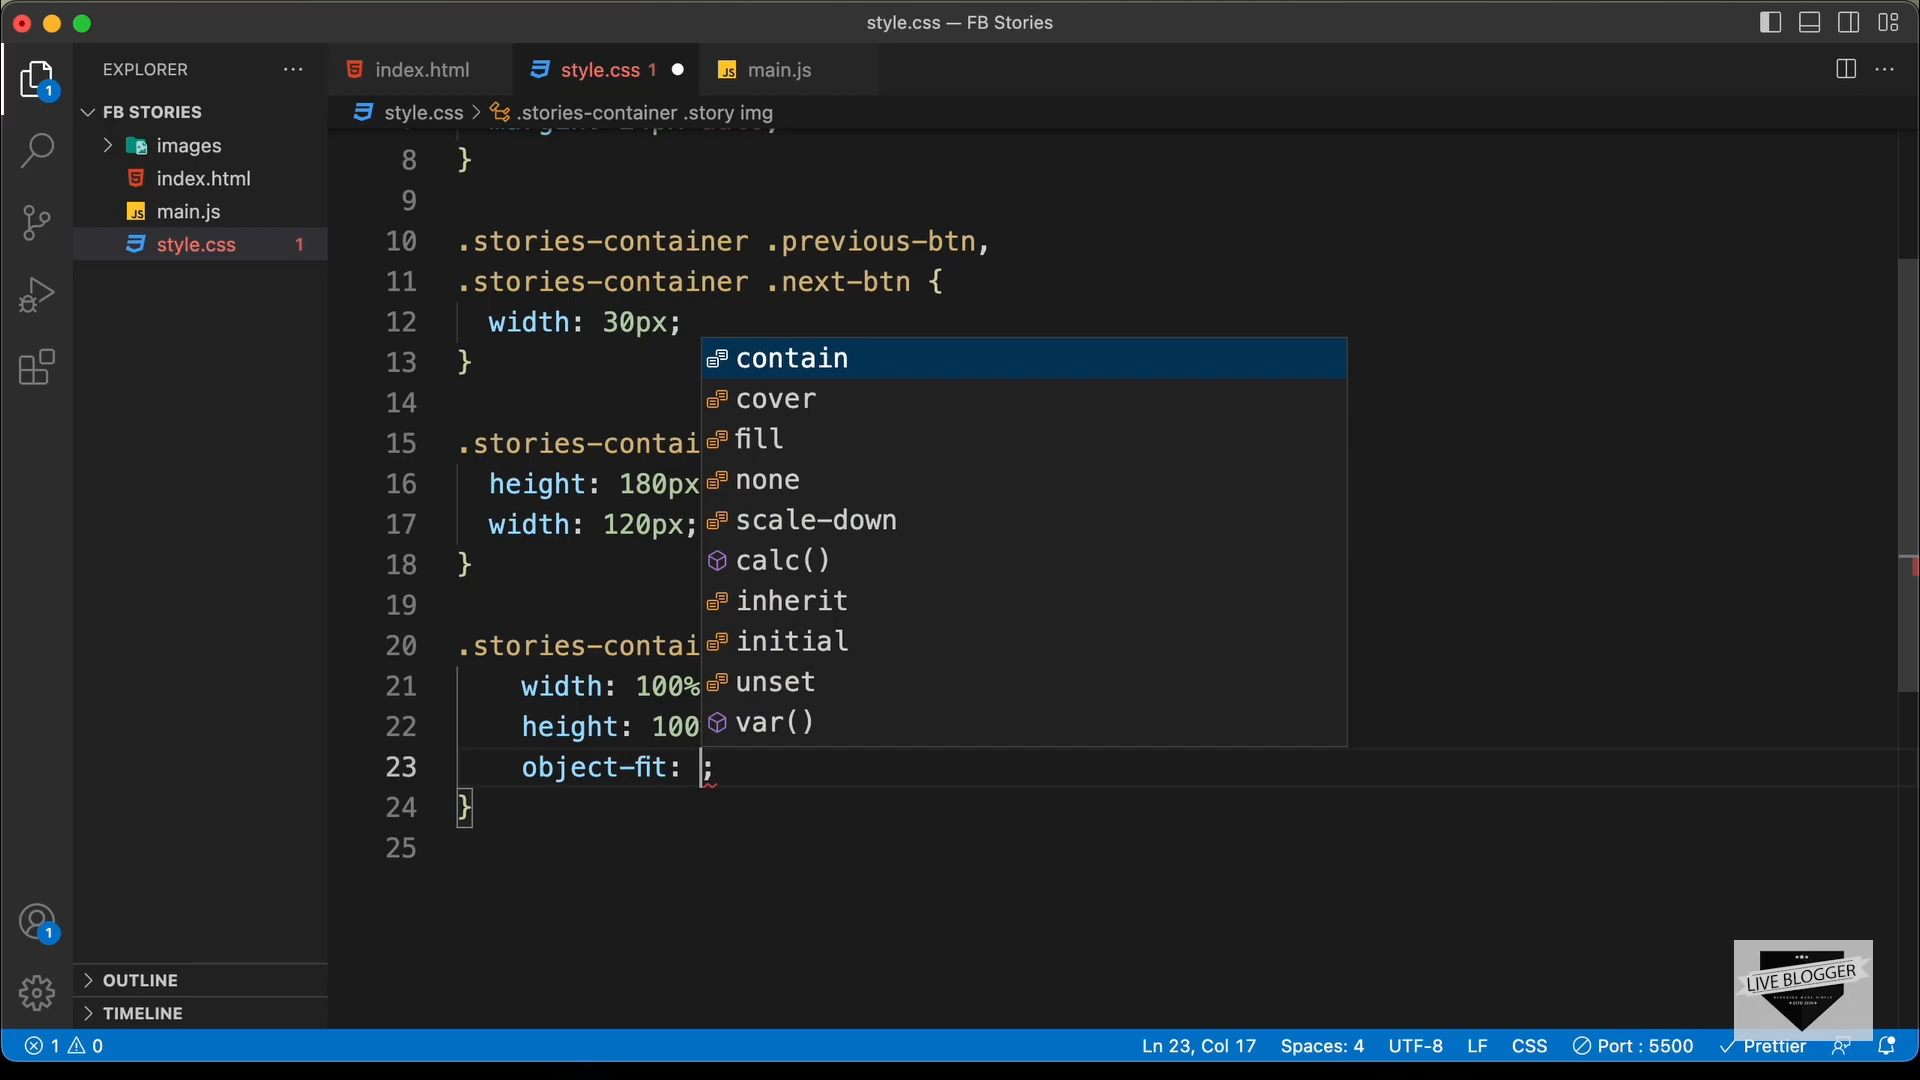 style.css — FB Stories
EXPLORER
index.html
style.css 1
main.js
1
FB STORIES
style.css > .stories-container .story img
images
index.html
main.js
style.css 1
8 }
9
10 .stories-container .previous-btn,
11 .stories-container .next-btn {
12 width: 30px;
13 }
14
15 .stories-contai
16 height: 180px
17 width: 120px;
18 }
19
20 .stories-contai
21 width: 100%
22 height: 100
23 object-fit: ;
24 }
25
contain
cover
fill
none
scale-down
calc()
inherit
initial
unset
var()
1
OUTLINE
TIMELINE
LIVE BLOGGER
1 0
Ln 23, Col 17 Spaces: 4 UTF-8 LF CSS Port : 5500 Prettier